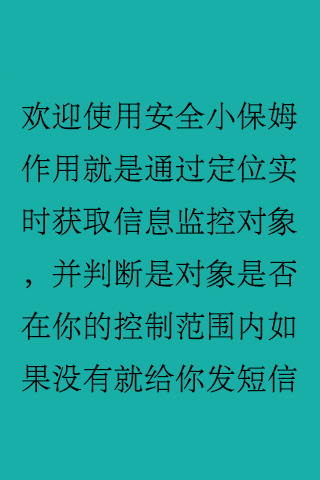 欢迎使用安全小保姆
作用就是通过定位实
时获取信息监控对象
，并判断是对象是否
在你的控制范围内如
果没有就给你发短信